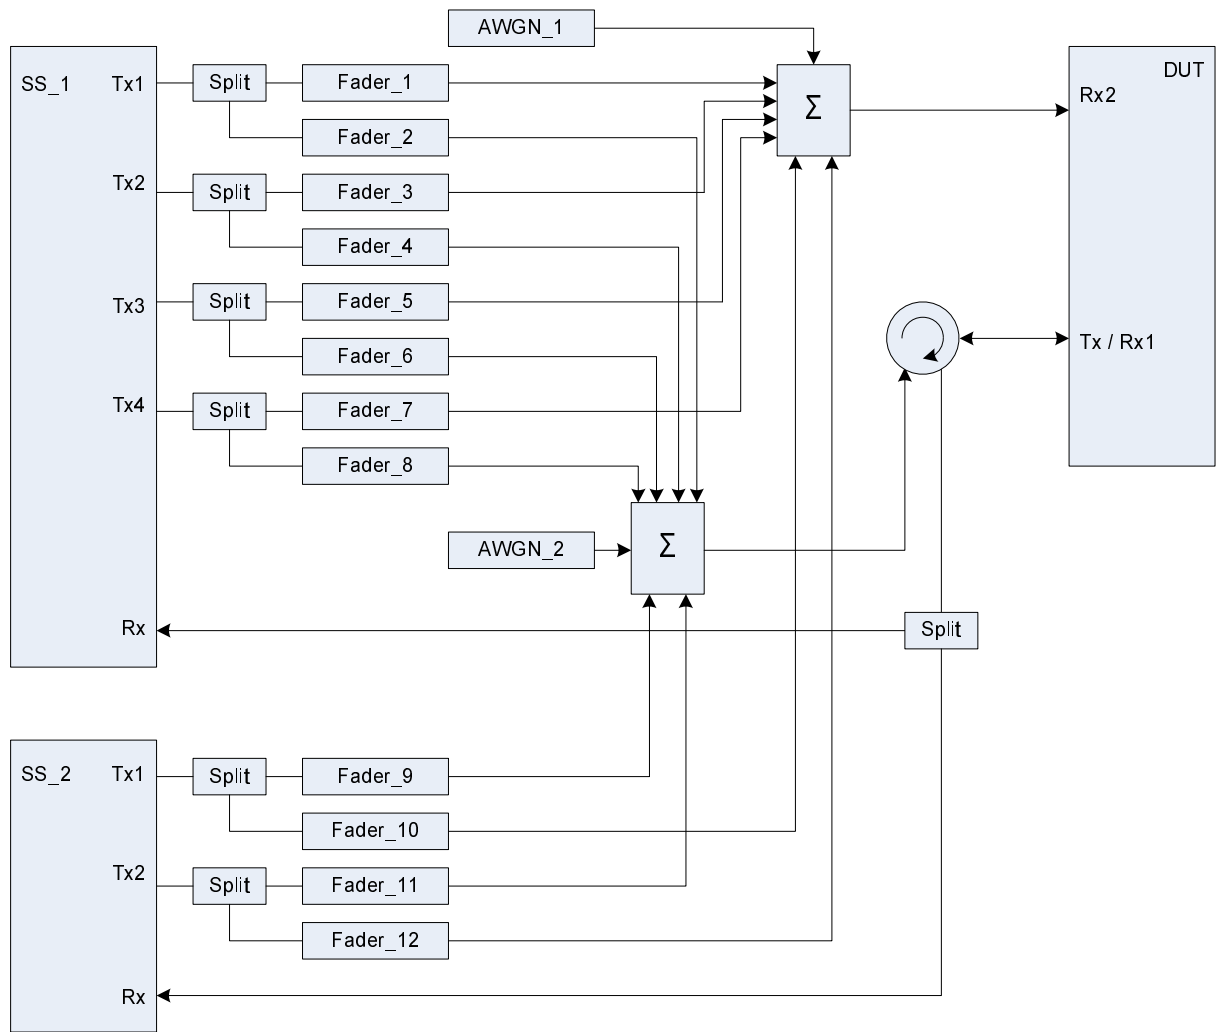 AWGN_1
SS_1
Tx1
Split
Fader_1
Σ
DUT
Rx2
Fader_2
Tx2
Split
Fader_3
Fader_4
Tx3
Split
Fader_5
Fader_6
Tx / Rx1
Tx4
Split
Fader_7
Fader_8
AWGN_2
Σ
Rx
Split
SS_2
Tx1
Split
Fader_9
Fader_10
Tx2
Split
Fader_11
Fader_12
Rx